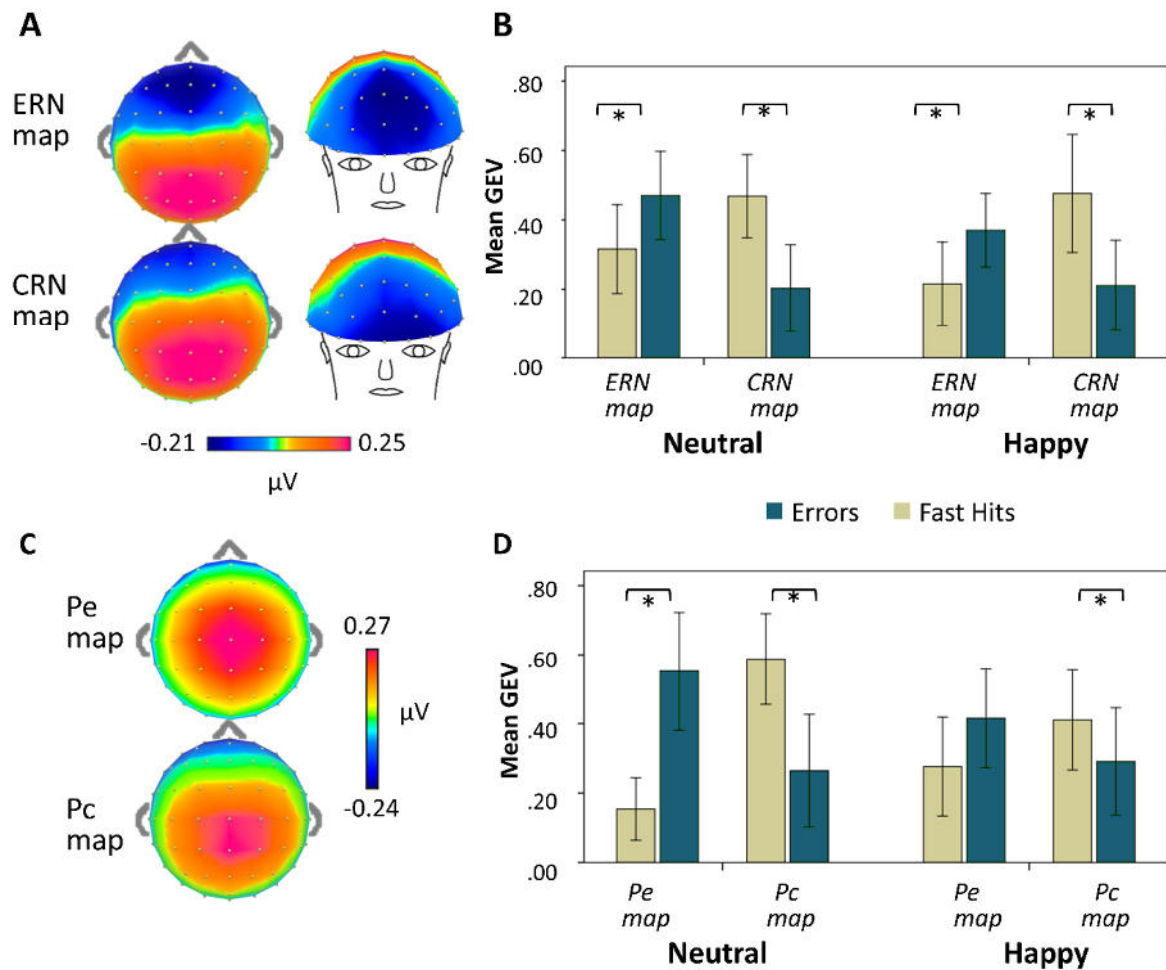 A
ERN
map
CRN
map
-0.21
0.25
µV
B
Mean GEV
.80
.60
.40
.20
.00
*
*
*
*
ERN
map
CRN
map
ERN
map
CRN
map
Neutral
Happy
Errors
Fast Hits
C
Pe
map
Pc
map
0.27
µV
-0.24
D
Mean GEV
.80
.60
.40
.20
.00
*
*
*
Pe
map
Pc
map
Pe
map
Pc
map
Neutral
Happy